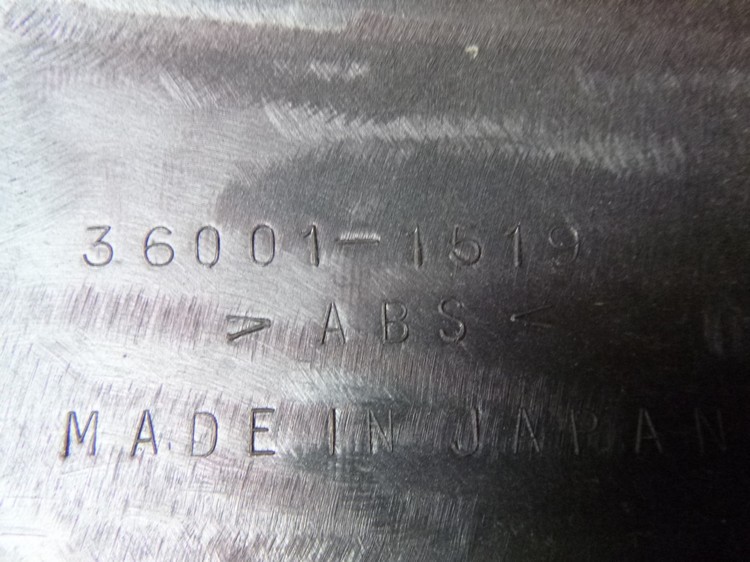 36001-1519
> ABS <
MADE IN JAPAN